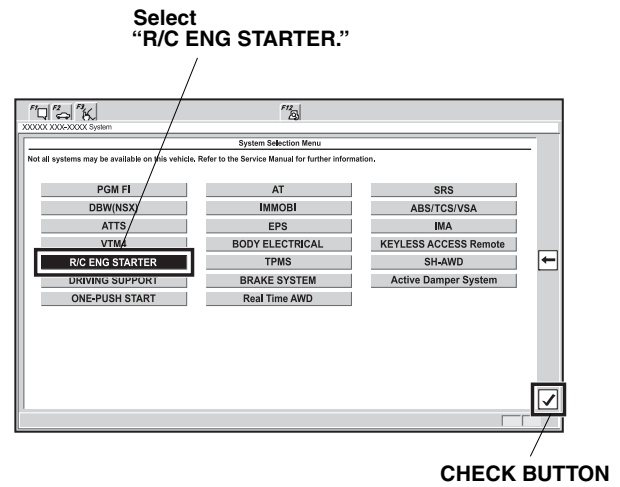 Select
“R/C ENG STARTER.”
F1 F2 F3 F12
XXXXX XXX-XXXX System
System Selection Menu
Not all systems may be available on this vehicle. Refer to the Service Manual for further information.
PGM FI AT SRS
DBW(NSX) IMMOBI ABS/TCS/VSA
ATTS EPS IMA
VTM4 BODY ELECTRICAL KEYLESS ACCESS Remote
R/C ENG STARTER TPMS SH-AWD
DRIVING SUPPORT BRAKE SYSTEM Active Damper System
ONE-PUSH START Real Time AWD
CHECK BUTTON